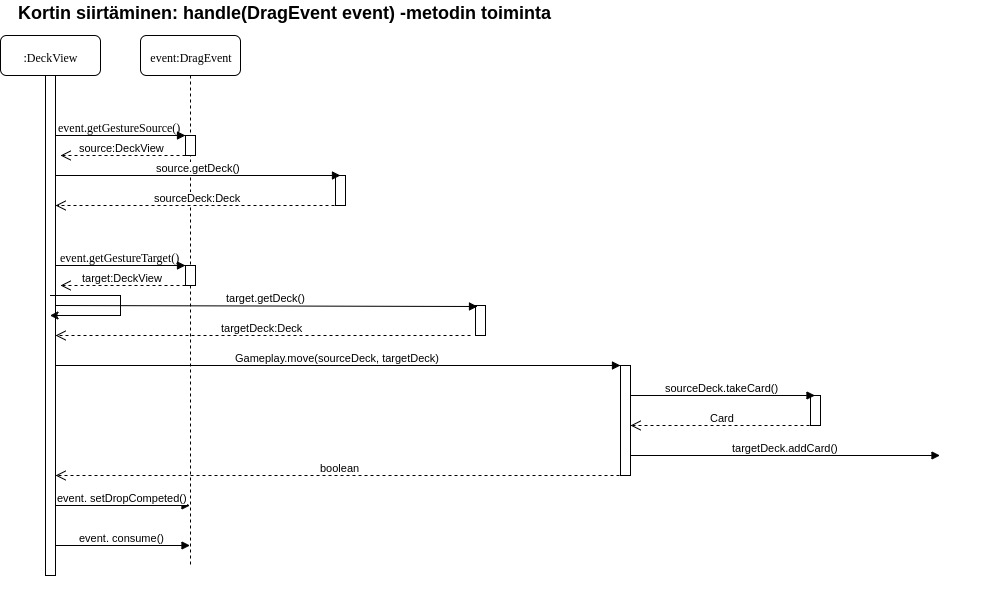 Kortin siirtäminen: handle(DragEvent event) -metodin toiminta
:DeckView
event:DragEvent
event.getGestureSource()
source:DeckView
source.getDeck()
sourceDeck:Deck
event.getGestureTarget()
target:DeckView
target.getDeck()
targetDeck:Deck
Gameplay.move(sourceDeck, targetDeck)
sourceDeck.takeCard()
Card
targetDeck.addCard()
boolean
event. setDropCompeted()
event. consume()